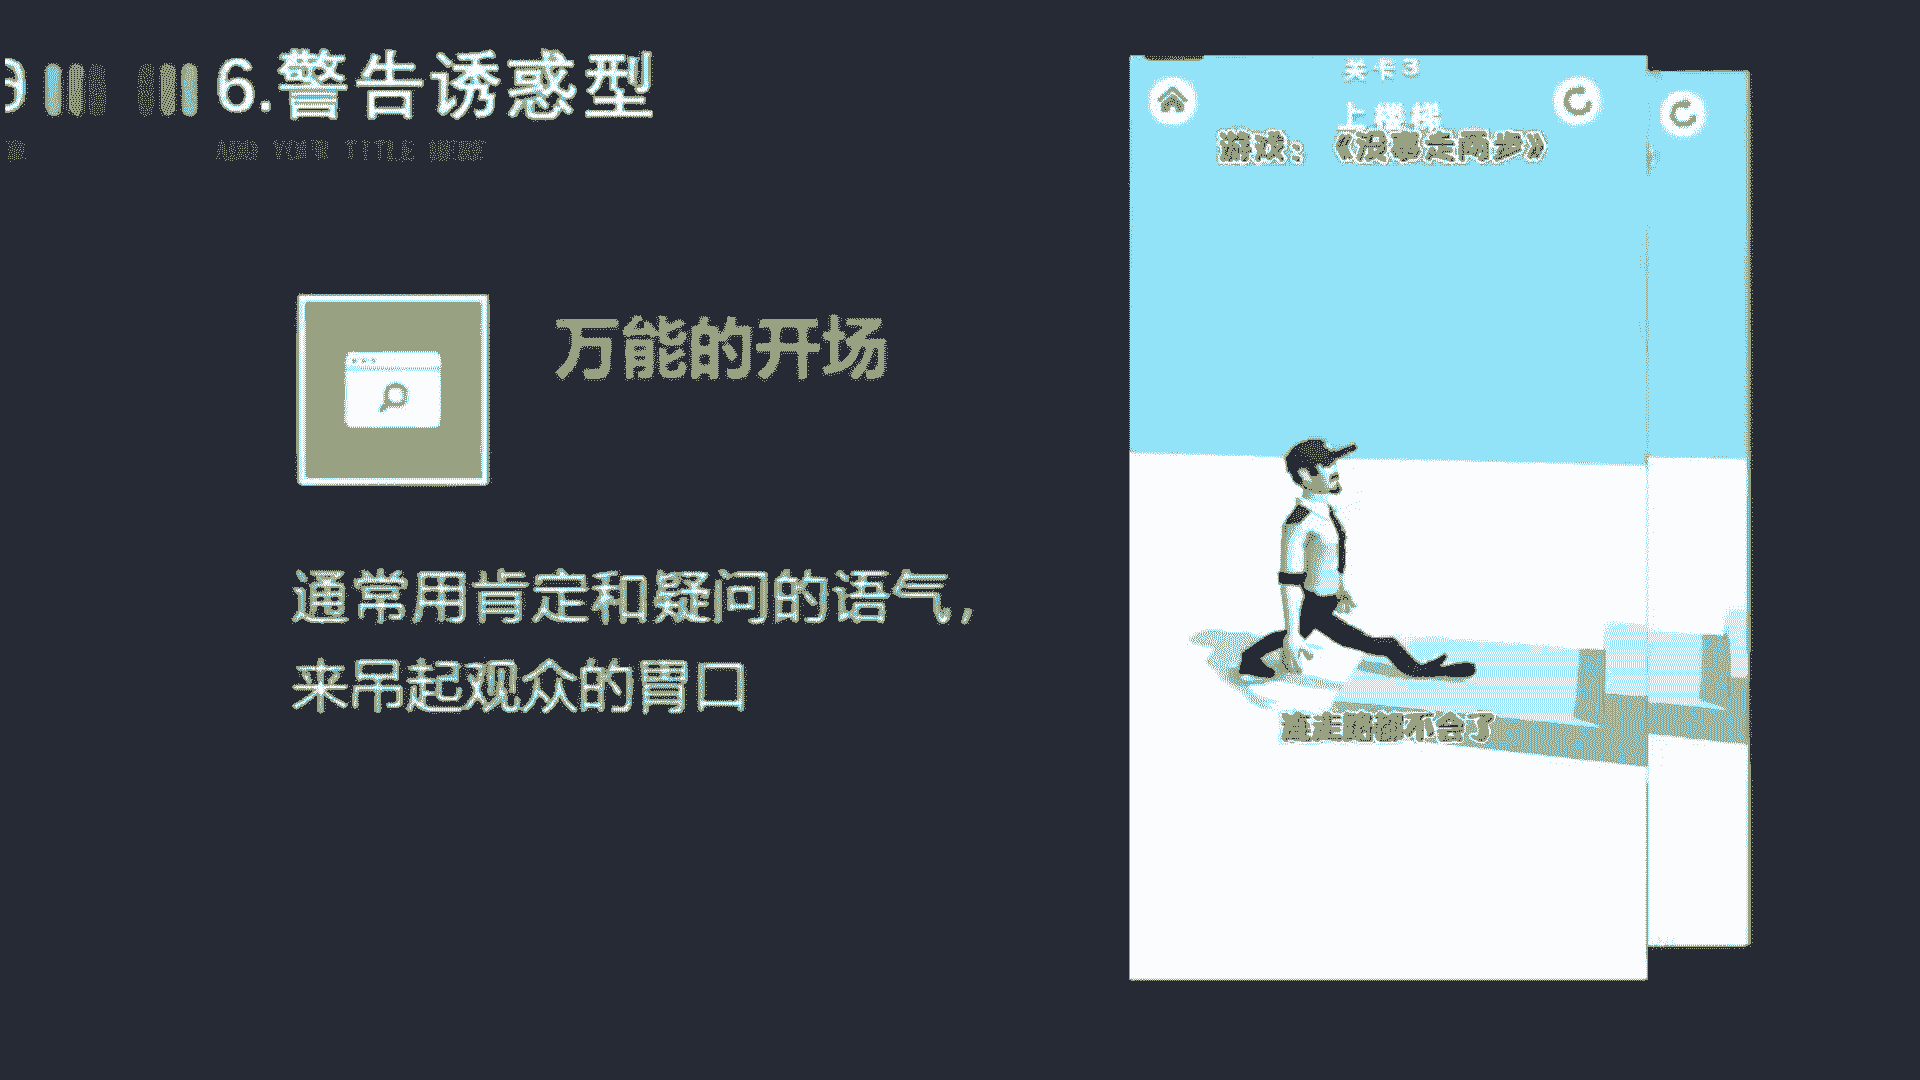 9
6.警告诱惑型
ADD YOUR TITLE HERE
万能的开场
通常用肯定和疑问的语气，
来吊起观众的胃口
关卡3
上楼梯
游戏：《没事走两步》
连走路都不会了